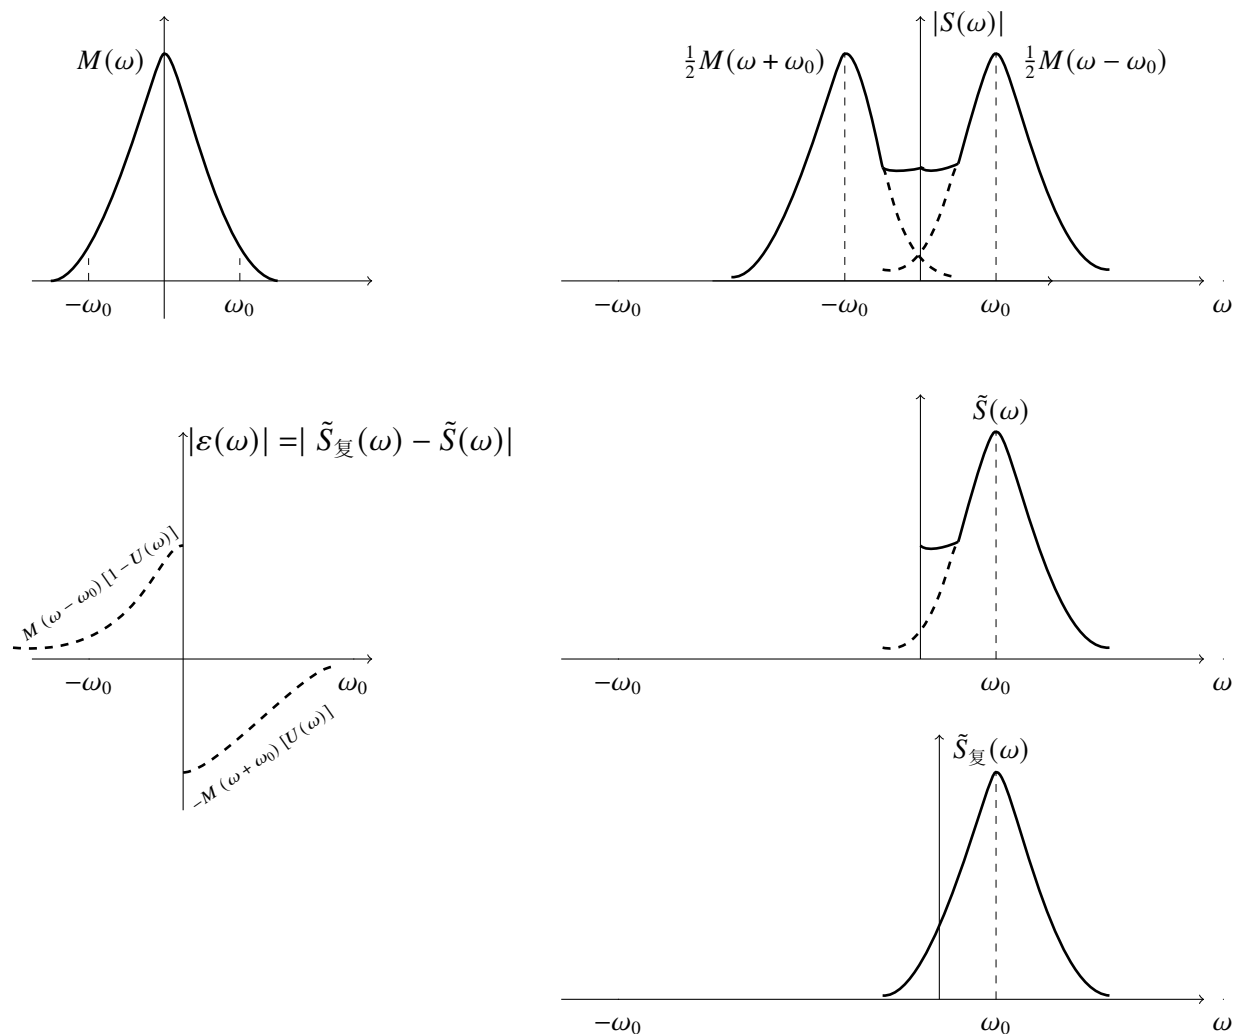 M(ω)
−ω₀
ω₀
|S(ω)|
½M(ω + ω₀)
½M(ω − ω₀)
−ω₀
−ω₀
ω₀
ω
|ε(ω)| =| S̃复(ω) − S̃(ω)|
M (ω − ω₀) [1 − U(ω)]
−ω₀
ω₀
−M (ω + ω₀) [U(ω)]
S̃(ω)
−ω₀
ω₀
ω
S̃复(ω)
−ω₀
ω₀
ω